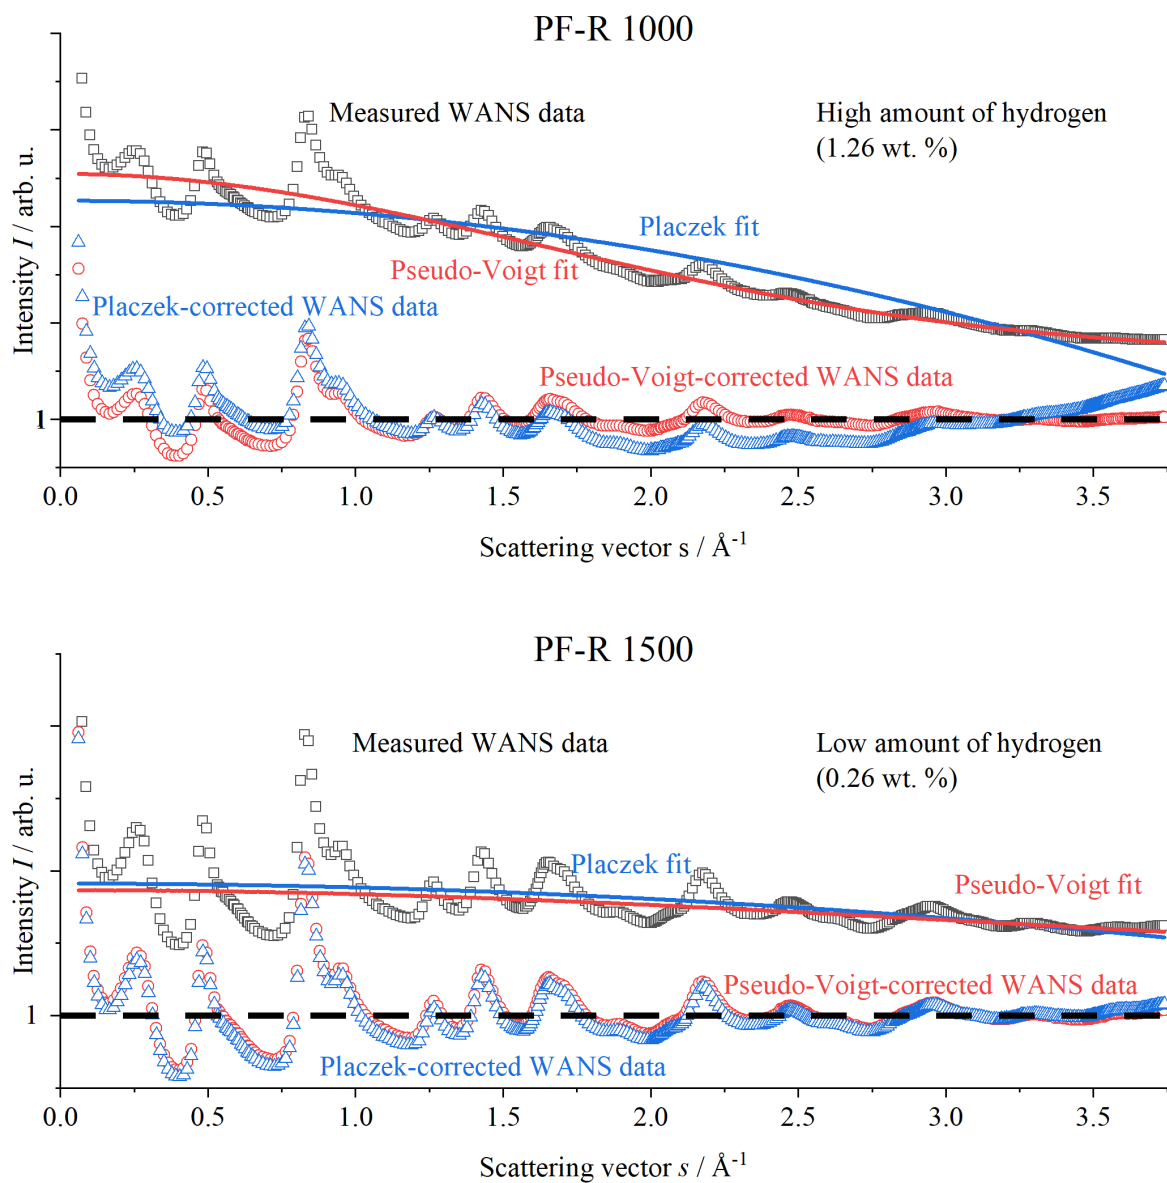 PF-R 1000
Measured WANS data
High amount of hydrogen
(1.26 wt. %)
Placzek fit
Pseudo-Voigt fit
Placzek-corrected WANS data
Pseudo-Voigt-corrected WANS data
Intensity I / arb. u.
1
0.0 0.5 1.0 1.5 2.0 2.5 3.0 3.5
Scattering vector s / Å⁻¹
PF-R 1500
Measured WANS data
Low amount of hydrogen
(0.26 wt. %)
Placzek fit
Pseudo-Voigt fit
Pseudo-Voigt-corrected WANS data
Placzek-corrected WANS data
Intensity I / arb. u.
1
0.0 0.5 1.0 1.5 2.0 2.5 3.0 3.5
Scattering vector s / Å⁻¹